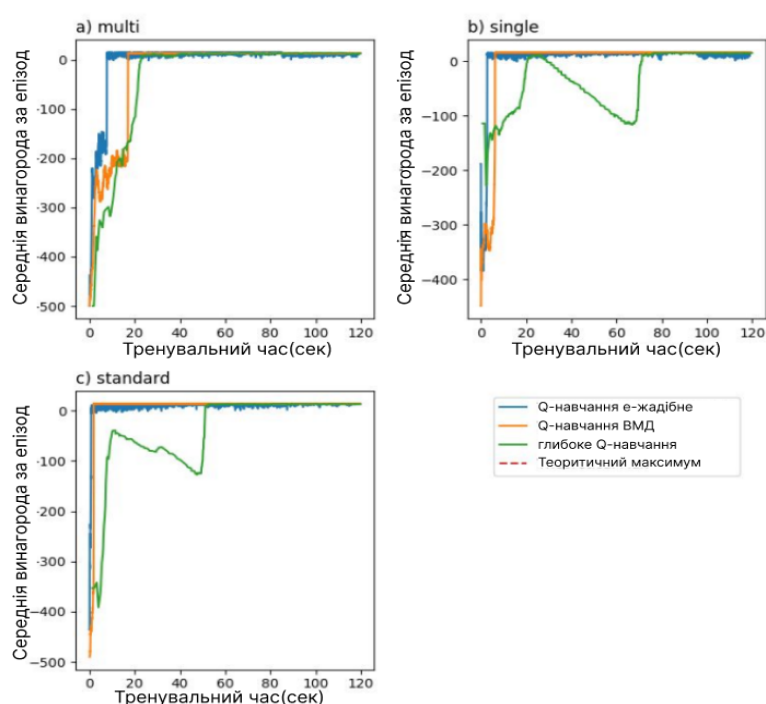 a) multi
0
-100
-200
-300
-400
-500
0 20 40 60 80 100 120
Середня винагорода за епізод
Тренувальний час(сек)
b) single
0
−100
−200
−300
−400
0 20 40 60 80 100 120
Середня винагорода за епізод
Тренувальний час(сек)
c) standard
0
−100
−200
−300
−400
−500
0 20 40 60 80 100 120
Середня винагорода за епізод
Тренувальний час(сек)
Q-навчання е-жадібне
Q-навчання ВМД
глибоке Q-навчання
Теоритичний максимум